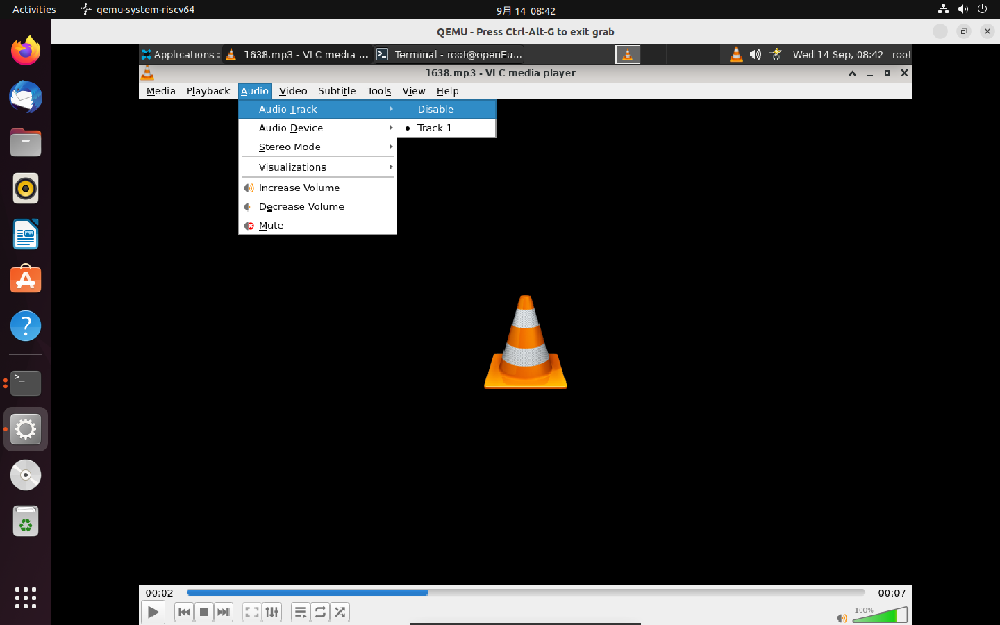 Activities qemu-system-riscv64 9月 14 08:42
QEMU - Press Ctrl-Alt-G to exit grab
Applications 1638.mp3 - VLC media ... Terminal - root@openEu... Wed 14 Sep, 08:42 root
1638.mp3 - VLC media player
Media Playback Audio Video Subtitle Tools View Help
Audio Track Disable
Audio Device Track 1
Stereo Mode
Visualizations
Increase Volume
Decrease Volume
Mute
00:02 00:07
100%